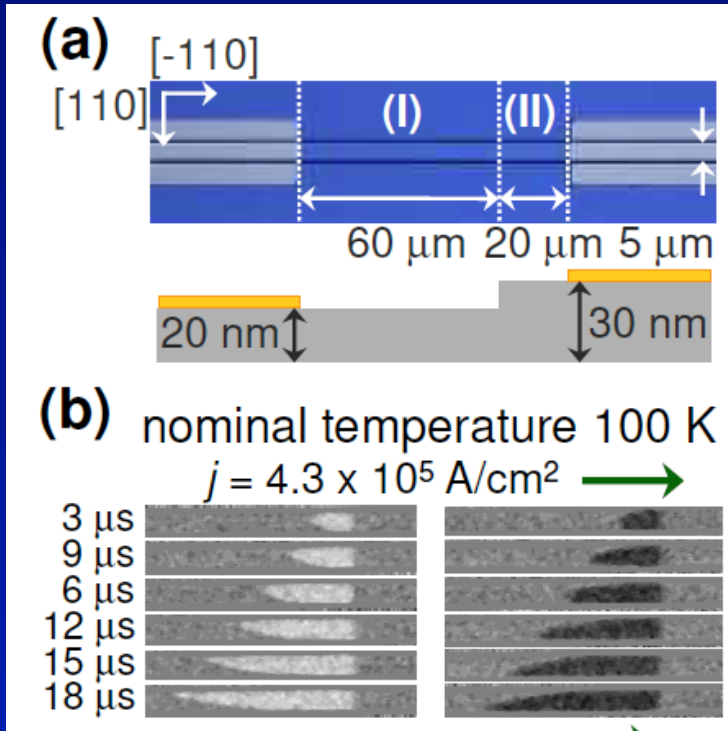 (a)
[-110]
[110]
(I) (II)
60 μm 20 μm 5 μm
20 nm 30 nm
(b) nominal temperature 100 K
j = 4.3 x 10⁵ A/cm²
3 μs
9 μs
6 μs
12 μs
15 μs
18 μs